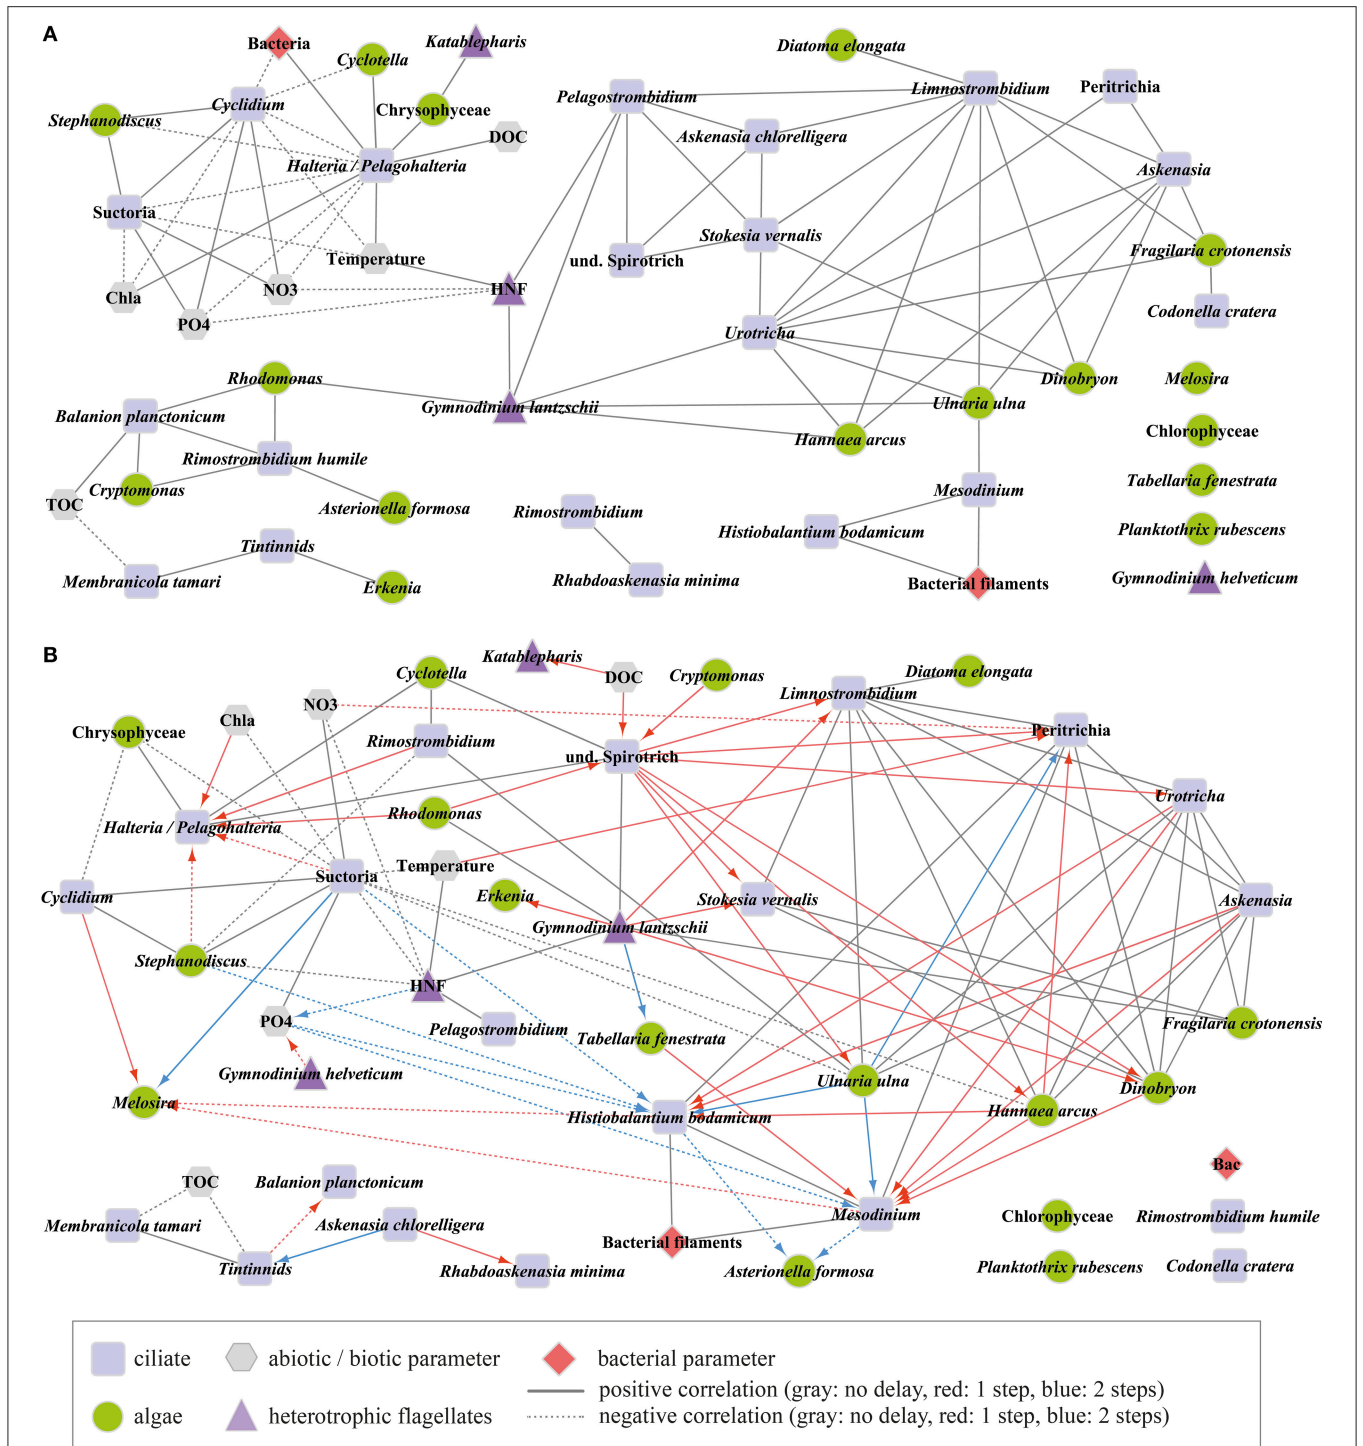 A
Bacteria
Cyclotella
Katablepharis
Chrysophyceae
Cyclidium
Stephanodiscus
DOC
Halteria / Pelagohalteria
Suctoria
Temperature
Chla
NO3
PO4
HNF
Diatoma elongata
Pelagostrombidium
Limnostrombidium
Peritrichia
Askenasia chlorelligera
Askenasia
Stokesia vernalis
und. Spirotrich
Fragilaria crotonensis
Codonella cratera
Urotricha
Rhodomonas
Gymnodinium lantzschii
Ulnaria ulna
Dinobryon
Melosira
Balanion planctonicum
Hannaea arcus
Chlorophyceae
Rimostrombidium humile
Cryptomonas
TOC
Asterionella formosa
Rimostrombidium
Mesodinium
Tabellaria fenestrata
Histiobalantium bodamicum
Planktothrix rubescens
Tintinnids
Membranicola tamari
Erkenia
Rhabdoaskenasia minima
Bacterial filaments
Gymnodinium helveticum
B
Cyclotella
Katablepharis
DOC
Cryptomonas
Diatoma elongata
Limnostrombidium
NO3
Chla
Chrysophyceae
Rimostrombidium
und. Spirotrich
Peritrichia
Urotricha
Halteria / Pelagohalteria
Rhodomonas
Temperature
Suctoria
Cyclidium
Erkenia
Stokesia vernalis
Askenasia
Gymnodinium lantzschii
Stephanodiscus
HNF
PO4
Pelagostrombidium
Tabellaria fenestrata
Fragilaria crotonensis
Gymnodinium helveticum
Ulnaria ulna
Dinobryon
Melosira
Histiobalantium bodamicum
Hannaea arcus
Bac
TOC
Balanion planctonicum
Membranicola tamari
Askenasia chlorelligera
Mesodinium
Chlorophyceae
Rimostrombidium humile
Bacterial filaments
Tintinnids
Rhabdoaskenasia minima
Asterionella formosa
Planktothrix rubescens
Codonella cratera
ciliate
abiotic / biotic parameter
bacterial parameter
positive correlation (gray: no delay, red: 1 step, blue: 2 steps)
algae
heterotrophic flagellates
negative correlation (gray: no delay, red: 1 step, blue: 2 steps)